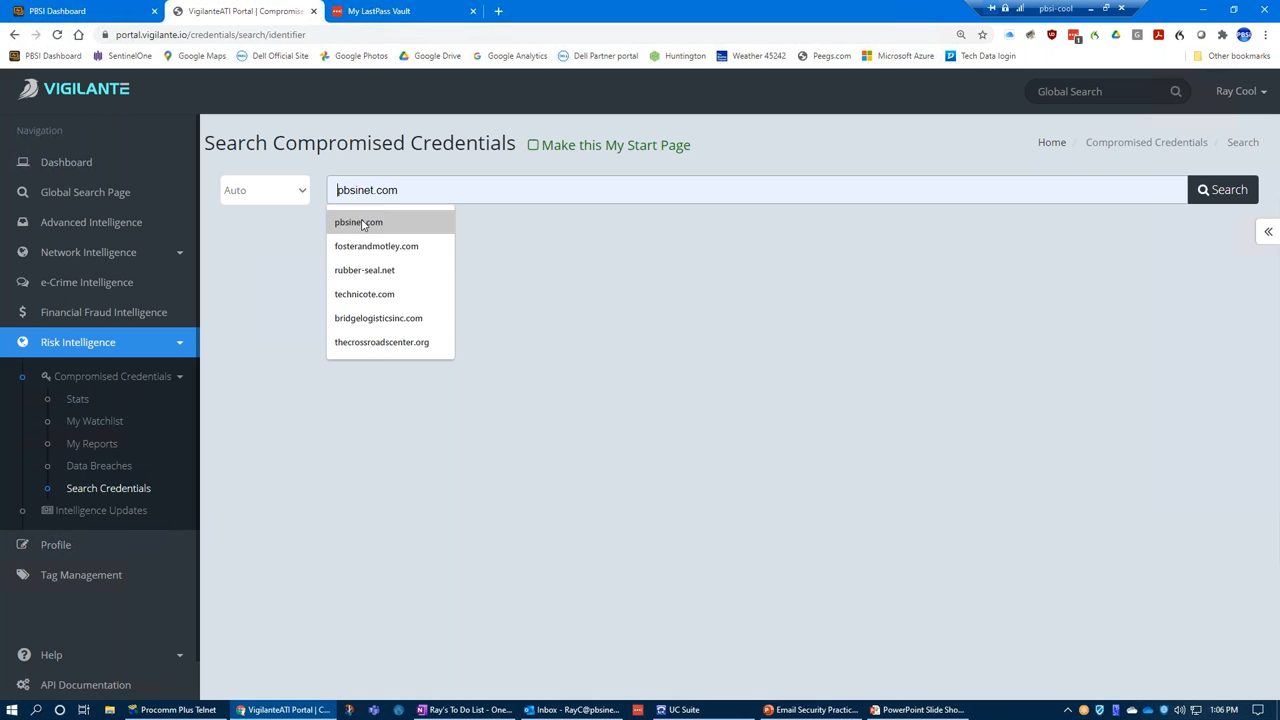 PBSI Dashboard
VigilanteATI Portal | Compromise
My LastPass Vault
pbsi-cool
portal.vigilante.io/credentials/search/identifier
PBSI Dashboard
SentinelOne
Google Maps
Dell Official Site
Google Photos
Google Drive
Google Analytics
Dell Partner portal
Huntington
Weather 45242
Peegs.com
Microsoft Azure
Tech Data login
Other bookmarks
VIGILANTE
Global Search
Ray Cool
Navigation
Dashboard
Global Search Page
Advanced Intelligence
Network Intelligence
e-Crime Intelligence
Financial Fraud Intelligence
Risk Intelligence
Compromised Credentials
Stats
My Watchlist
My Reports
Data Breaches
Search Credentials
Intelligence Updates
Profile
Tag Management
Help
API Documentation
Search Compromised Credentials
Make this My Start Page
Home / Compromised Credentials / Search
Auto
pbsinet.com
Search
pbsinet.com
fosterandmotley.com
rubber-seal.net
technicote.com
bridgelogisticsinc.com
thecrossroadscenter.org
Procomm Plus Telnet
VigilanteATI Portal | C...
Ray's To Do List - One...
Inbox - RayC@pbsine...
UC Suite
Email Security Practic...
PowerPoint Slide Sho...
1:06 PM